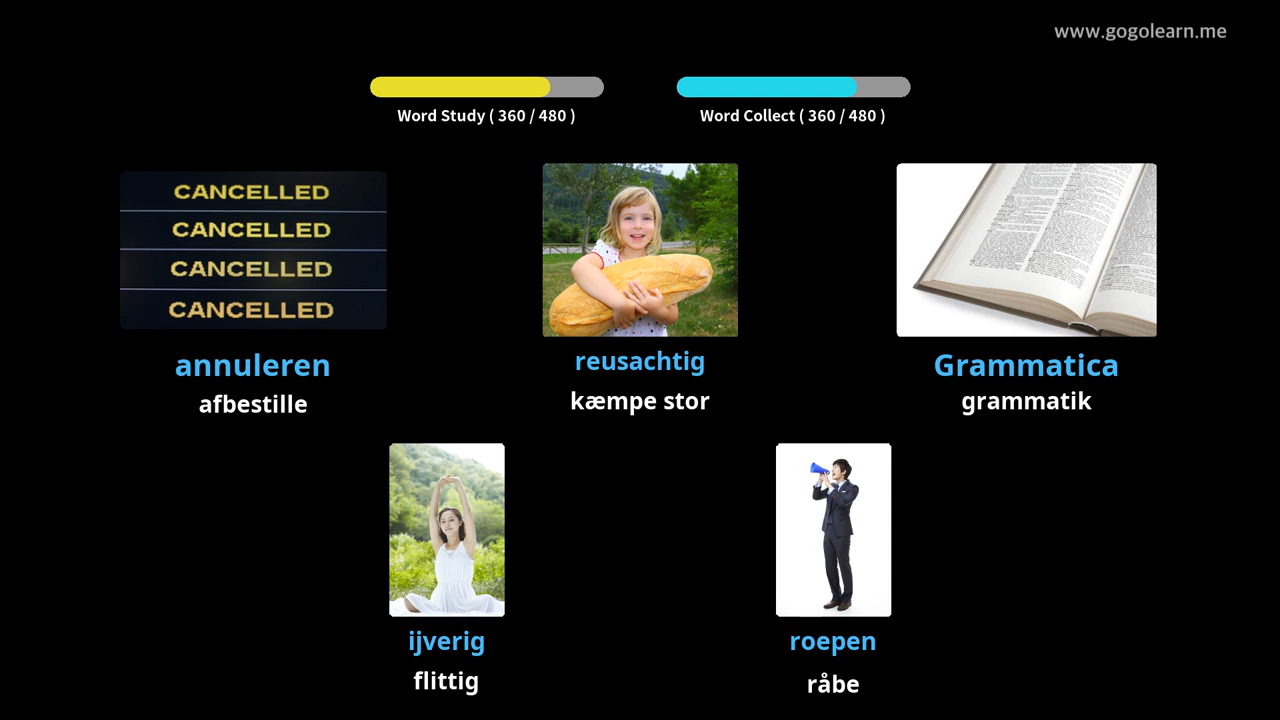 www.gogolearn.me
Word Study ( 360 / 480 )
Word Collect ( 360 / 480 )
CANCELLED
CANCELLED
CANCELLED
CANCELLED
annuleren
afbestille
reusachtig
kæmpe stor
Grammatica
grammatik
ijverig
flittig
roepen
råbe